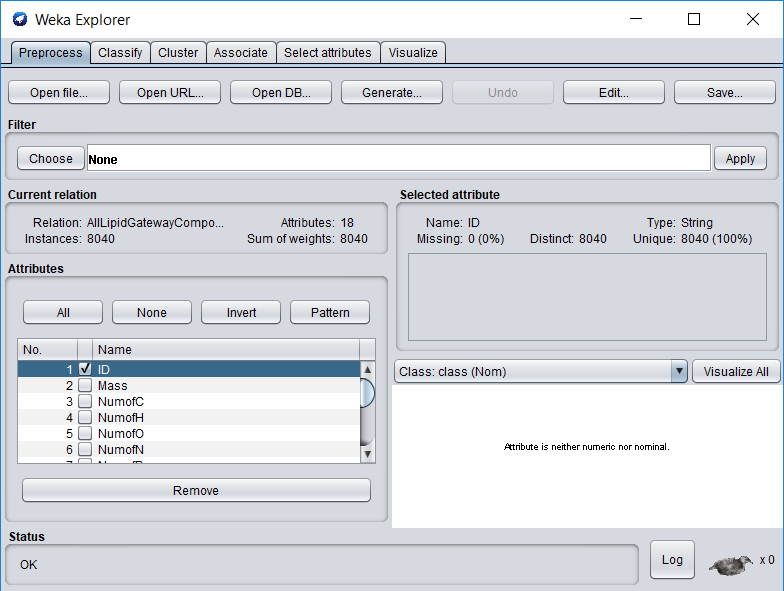 Weka Explorer
Preprocess Classify Cluster Associate Select attributes Visualize
Open file... Open URL... Open DB... Generate... Undo Edit... Save...
Filter
Choose None Apply
Current relation
Relation: AllLipidGatewayCompo... Attributes: 18
Instances: 8040 Sum of weights: 8040
Selected attribute
Name: ID Type: String
Missing: 0 (0%) Distinct: 8040 Unique: 8040 (100%)
Attributes
All None Invert Pattern
No. Name
1 ID
2 Mass
3 NumofC
4 NumofH
5 NumofO
6 NumofN
Remove
Class: class (Nom) Visualize All
Attribute is neither numeric nor nominal.
Status
OK
Log x 0